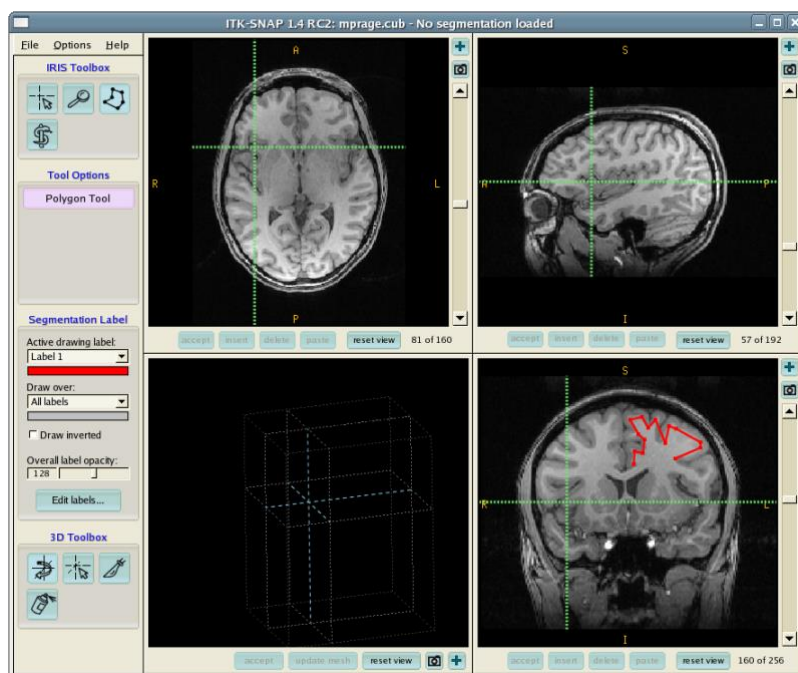 ITK-SNAP 1.4 RC2: mprage.cub - No segmentation loaded
File Options Help
IRIS Toolbox
Tool Options
Polygon Tool
Segmentation Label
Active drawing label:
Label 1
Draw over:
All labels
Draw inverted
Overall label opacity:
128
Edit labels...
3D Toolbox
A
R
L
P
accept insert delete paste reset view 81 of 160
S
A
P
I
accept insert delete paste reset view 57 of 192
accept update mesh reset view
S
R
L
I
accept insert delete paste reset view 160 of 256